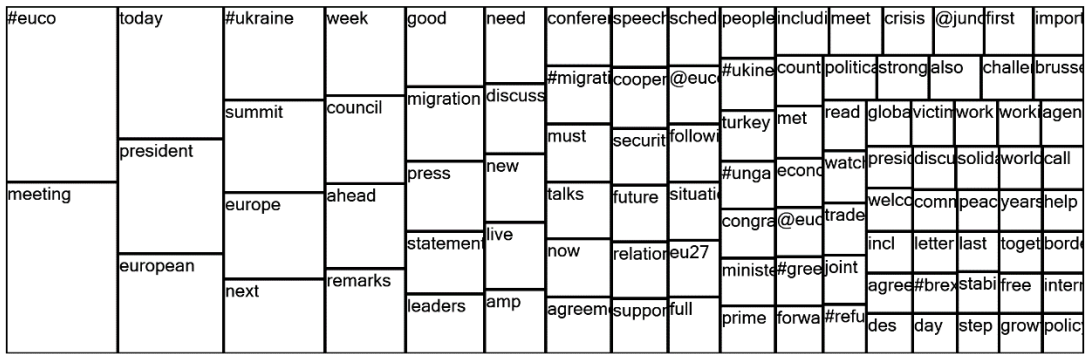 #euco
meeting
today
president
european
#ukraine
summit
europe
next
week
council
ahead
remarks
good
migration
press
statement
leaders
need
discuss
new
live
amp
confere
#migrati
must
talks
now
agreeme
speech
cooper
securit
future
relation
suppor
sched
@euco
followi
situati
eu27
full
people
#ukine
turkey
#unga
congra
ministe
prime
includi
count
met
econo
@euc
#gree
forwa
meet
crisis
@junc
first
import
politica
strong
also
challe
brusse
read
watch
trade
joint
#refu
globa
victim
work
worki
agen
presid
discu
solida
world
call
welco
comm
peac
years
help
incl
letter
last
toget
borde
agree
#brex
stabi
free
intern
des
day
step
grow
policy